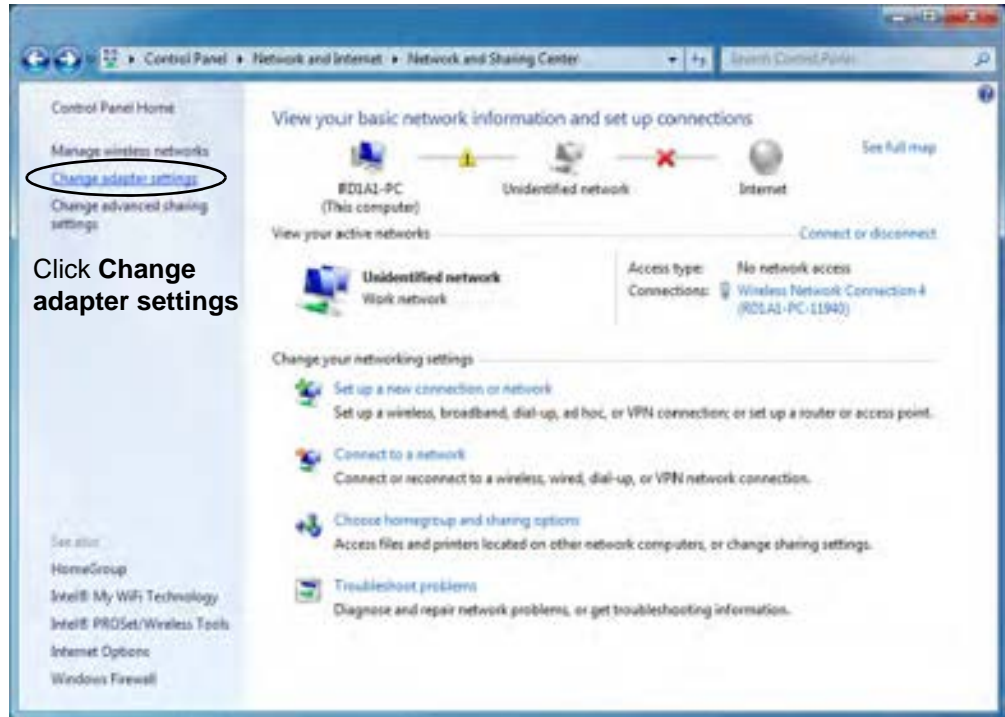 Control Panel ▸ Network and Internet ▸ Network and Sharing Center
Search Control Panel
Control Panel Home
Manage wireless networks
Change adapter settings
Change advanced sharing
settings
Click Change
adapter settings
See also
HomeGroup
Intel® My WiFi Technology
Intel® PROSet/Wireless Tools
Internet Options
Windows Firewall
View your basic network information and set up connections
See full map
(This computer)
Unidentified network
Internet
View your active networks
Connect or disconnect
Unidentified network
Work network
Access type: No network access
Connections: Wireless Network Connection 4
Change your networking settings
Set up a new connection or network
Set up a wireless, broadband, dial-up, ad hoc, or VPN connection; or set up a router or access point.
Connect to a network
Connect or reconnect to a wireless, wired, dial-up, or VPN network connection.
Choose homegroup and sharing options
Access files and printers located on other network computers, or change sharing settings.
Troubleshoot problems
Diagnose and repair network problems, or get troubleshooting information.